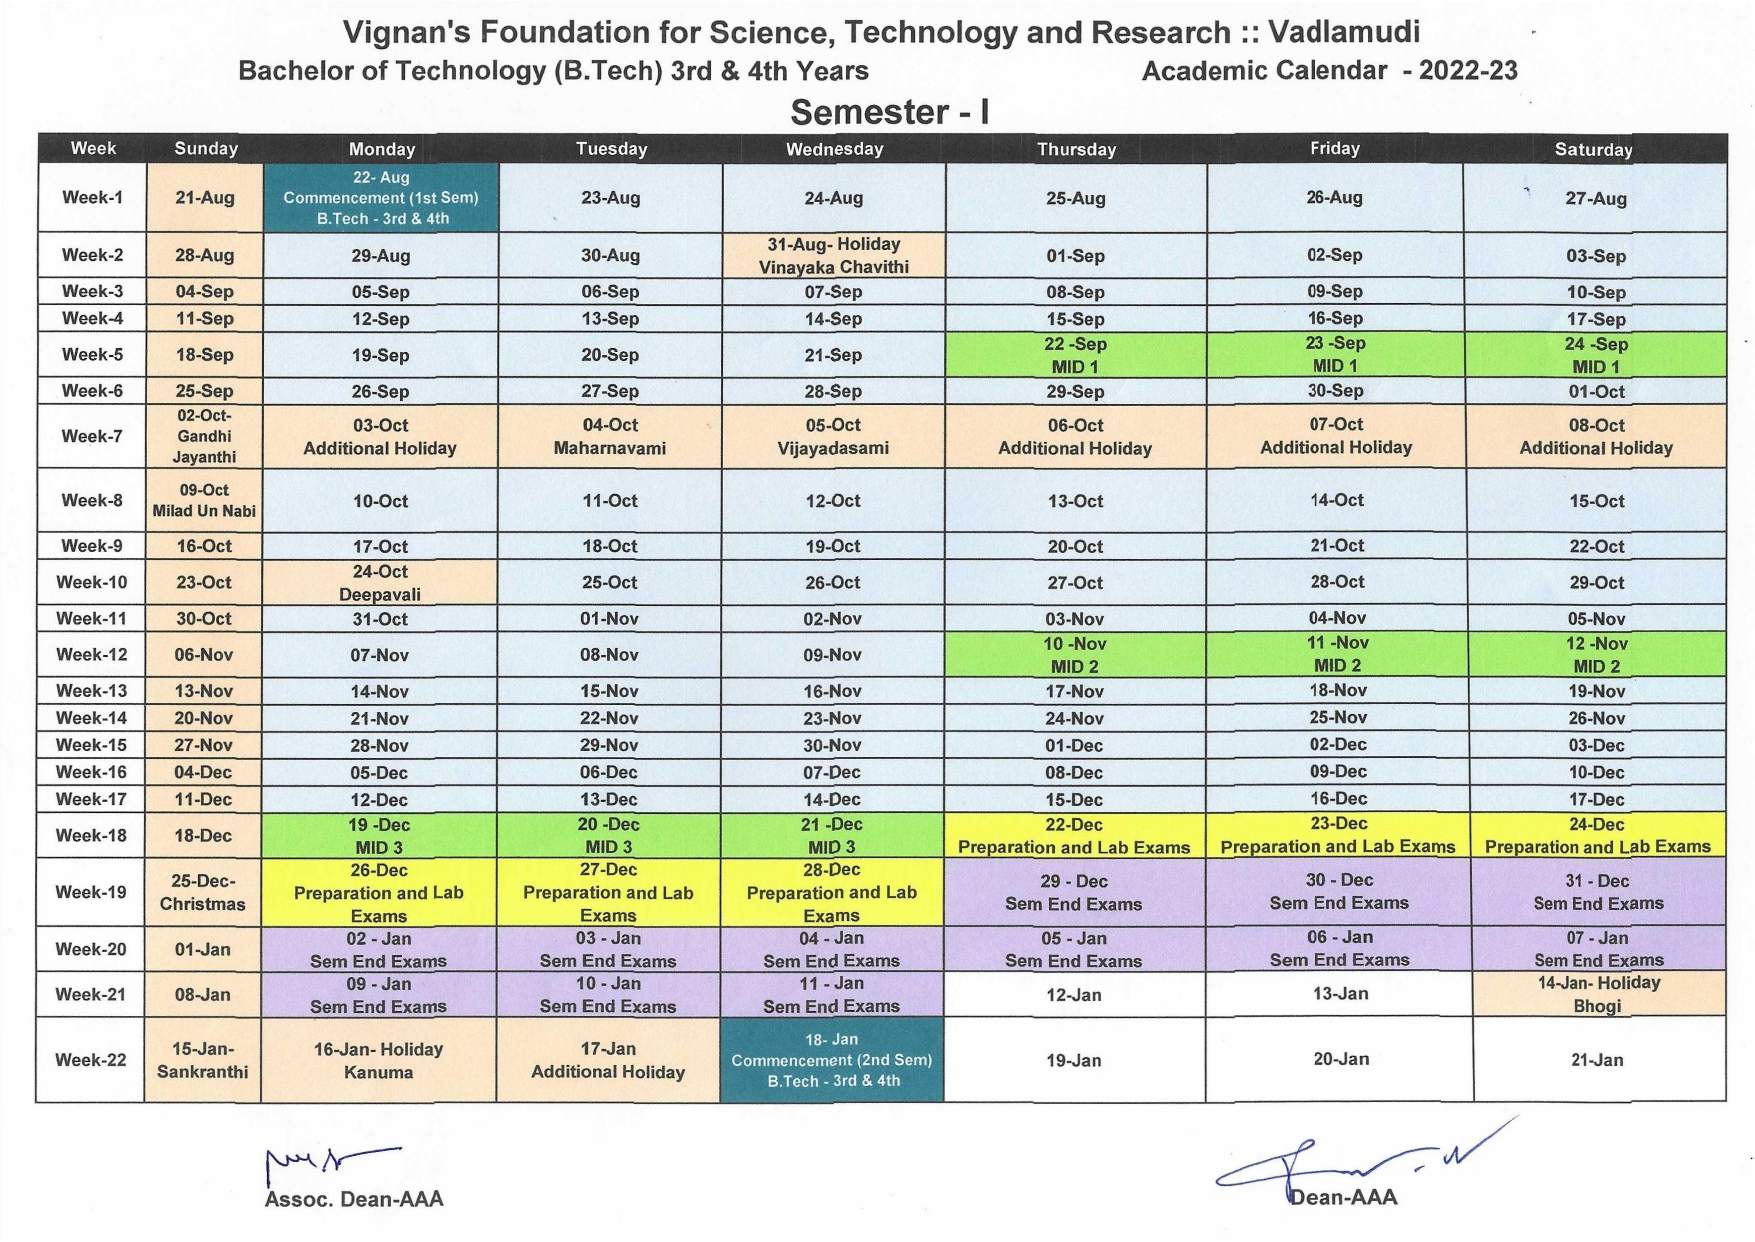 Vignan's Foundation for Science, Technology and Research :: Vadlamudi
Bachelor of Technology (B.Tech) 3rd & 4th Years Academic Calendar - 2022-23
Semester - I
Week Sunday Monday Tuesday Wednesday Thursday Friday Saturday
Week-1 21-Aug 22- Aug Commencement (1st Sem) B.Tech - 3rd & 4th 23-Aug 24-Aug 25-Aug 26-Aug 27-Aug
Week-2 28-Aug 29-Aug 30-Aug 31-Aug- Holiday Vinayaka Chavithi 01-Sep 02-Sep 03-Sep
Week-3 04-Sep 05-Sep 06-Sep 07-Sep 08-Sep 09-Sep 10-Sep
Week-4 11-Sep 12-Sep 13-Sep 14-Sep 15-Sep 16-Sep 17-Sep
Week-5 18-Sep 19-Sep 20-Sep 21-Sep 22 -Sep MID 1 23 -Sep MID 1 24 -Sep MID 1
Week-6 25-Sep 26-Sep 27-Sep 28-Sep 29-Sep 30-Sep 01-Oct
Week-7 02-Oct- Gandhi Jayanthi 03-Oct Additional Holiday 04-Oct Maharnavami 05-Oct Vijayadasami 06-Oct Additional Holiday 07-Oct Additional Holiday 08-Oct Additional Holiday
Week-8 09-Oct Milad Un Nabi 10-Oct 11-Oct 12-Oct 13-Oct 14-Oct 15-Oct
Week-9 16-Oct 17-Oct 18-Oct 19-Oct 20-Oct 21-Oct 22-Oct
Week-10 23-Oct 24-Oct Deepavali 25-Oct 26-Oct 27-Oct 28-Oct 29-Oct
Week-11 30-Oct 31-Oct 01-Nov 02-Nov 03-Nov 04-Nov 05-Nov
Week-12 06-Nov 07-Nov 08-Nov 09-Nov 10 -Nov MID 2 11 -Nov MID 2 12 -Nov MID 2
Week-13 13-Nov 14-Nov 15-Nov 16-Nov 17-Nov 18-Nov 19-Nov
Week-14 20-Nov 21-Nov 22-Nov 23-Nov 24-Nov 25-Nov 26-Nov
Week-15 27-Nov 28-Nov 29-Nov 30-Nov 01-Dec 02-Dec 03-Dec
Week-16 04-Dec 05-Dec 06-Dec 07-Dec 08-Dec 09-Dec 10-Dec
Week-17 11-Dec 12-Dec 13-Dec 14-Dec 15-Dec 16-Dec 17-Dec
Week-18 18-Dec 19 -Dec MID 3 20 -Dec MID 3 21 -Dec MID 3 22-Dec Preparation and Lab Exams 23-Dec Preparation and Lab Exams 24-Dec Preparation and Lab Exams
Week-19 25-Dec- Christmas 26-Dec Preparation and Lab Exams 27-Dec Preparation and Lab Exams 28-Dec Preparation and Lab Exams 29 - Dec Sem End Exams 30 - Dec Sem End Exams 31 - Dec Sem End Exams
Week-20 01-Jan 02 - Jan Sem End Exams 03 - Jan Sem End Exams 04 - Jan Sem End Exams 05 - Jan Sem End Exams 06 - Jan Sem End Exams 07 - Jan Sem End Exams
Week-21 08-Jan 09 - Jan Sem End Exams 10 - Jan Sem End Exams 11 - Jan Sem End Exams 12-Jan 13-Jan 14-Jan- Holiday Bhogi
Week-22 15-Jan- Sankranthi 16-Jan- Holiday Kanuma 17-Jan Additional Holiday 18- Jan Commencement (2nd Sem) B.Tech - 3rd & 4th 19-Jan 20-Jan 21-Jan
Assoc. Dean-AAA Dean-AAA